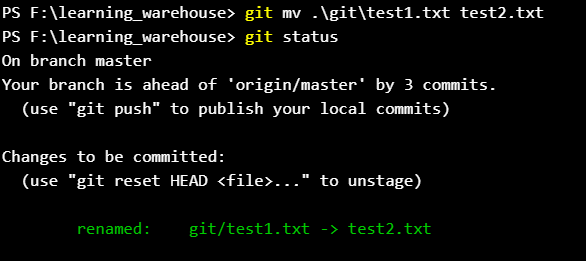 PS F:\learning_warehouse> git mv .\git\test1.txt test2.txt
PS F:\learning_warehouse> git status
On branch master
Your branch is ahead of 'origin/master' by 3 commits.
  (use "git push" to publish your local commits)

Changes to be committed:
  (use "git reset HEAD <file>..." to unstage)

        renamed:    git/test1.txt -> test2.txt